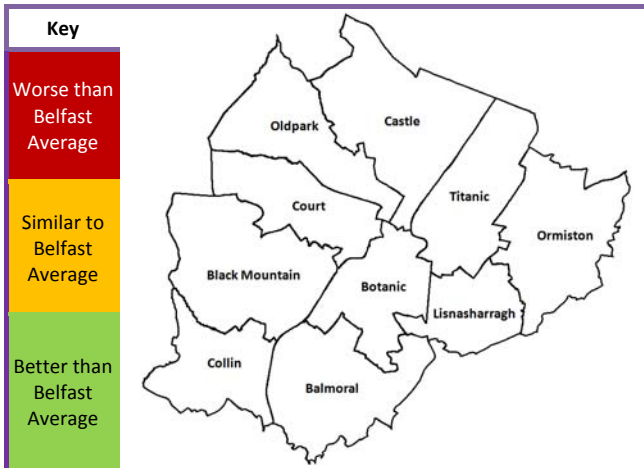 Key
Worse than
Belfast
Average
Similar to
Belfast
Average
Better than
Belfast
Average
Oldpark
Castle
Court
Titanic
Ormiston
Black Mountain
Botanic
Lisnasharragh
Collin
Balmoral